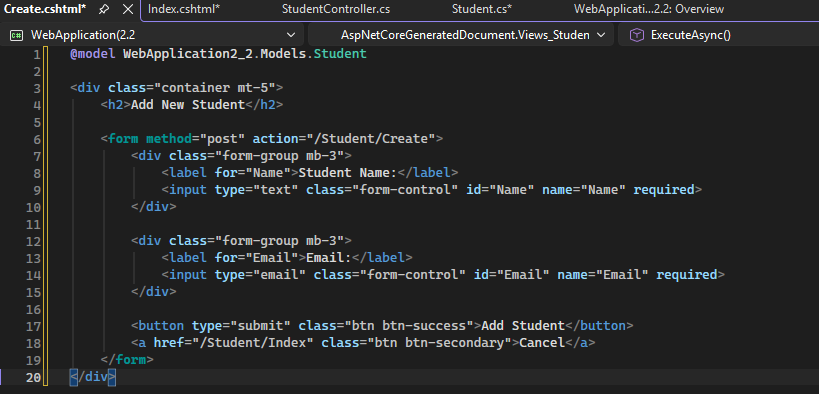 Create.cshtml* Index.cshtml* StudentController.cs Student.cs* WebApplicati...2.2: Overview
C# WebApplication(2.2 AspNetCoreGeneratedDocument.Views_Studen ExecuteAsync()
1 @model WebApplication2_2.Models.Student
2
3 <div class="container mt-5">
4 <h2>Add New Student</h2>
5
6 <form method="post" action="/Student/Create">
7 <div class="form-group mb-3">
8 <label for="Name">Student Name:</label>
9 <input type="text" class="form-control" id="Name" name="Name" required>
10 </div>
11
12 <div class="form-group mb-3">
13 <label for="Email">Email:</label>
14 <input type="email" class="form-control" id="Email" name="Email" required>
15 </div>
16
17 <button type="submit" class="btn btn-success">Add Student</button>
18 <a href="/Student/Index" class="btn btn-secondary">Cancel</a>
19 </form>
20 </div>